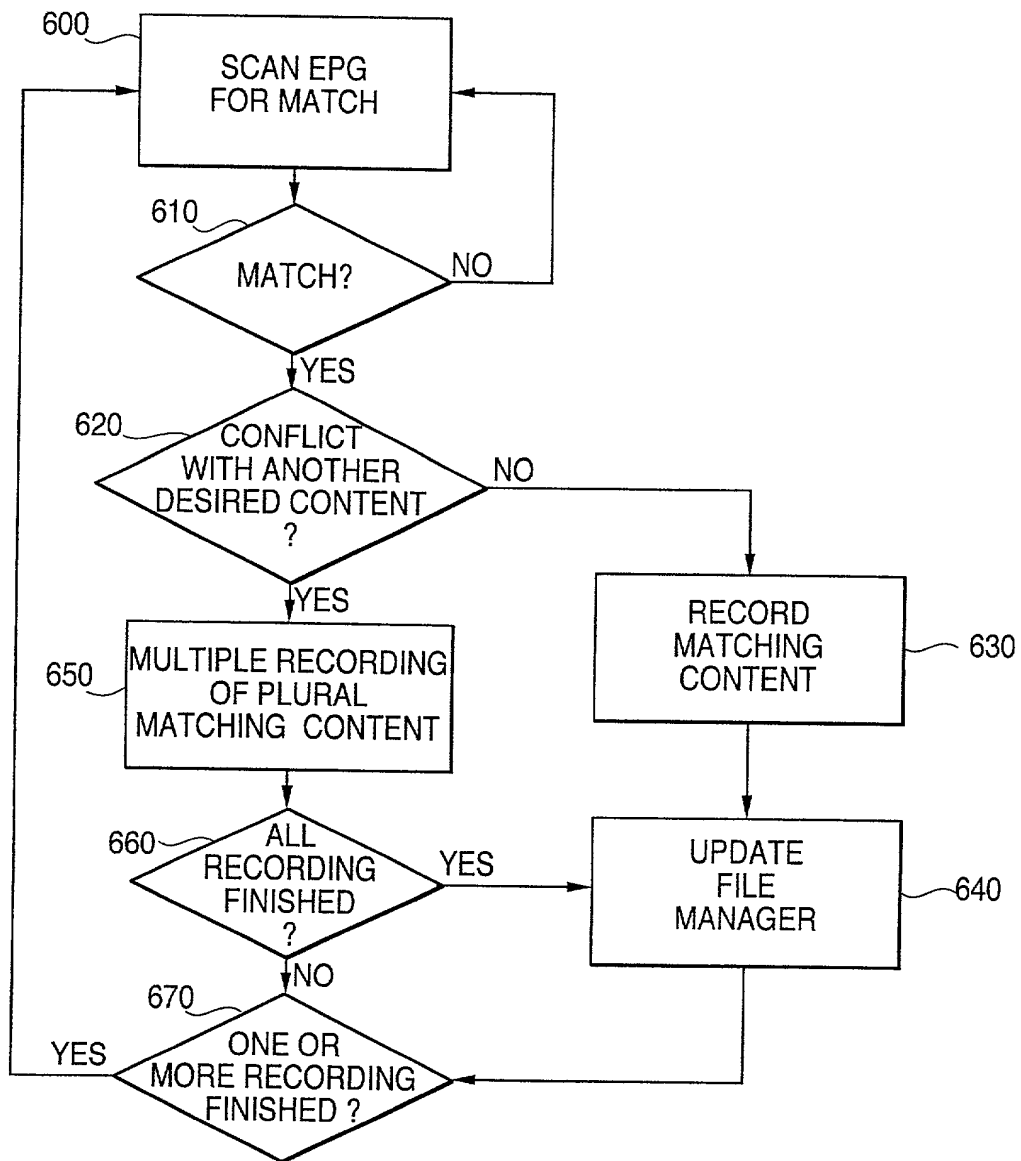 600
SCAN EPG
FOR MATCH
610
MATCH?
NO
YES
620
CONFLICT
WITH ANOTHER
DESIRED CONTENT
?
NO
YES
RECORD
MATCHING
CONTENT
630
650
MULTIPLE RECORDING
OF PLURAL
MATCHING CONTENT
660
ALL
RECORDING
FINISHED
?
YES
UPDATE
FILE
MANAGER
640
NO
670
YES
ONE OR
MORE RECORDING
FINISHED ?